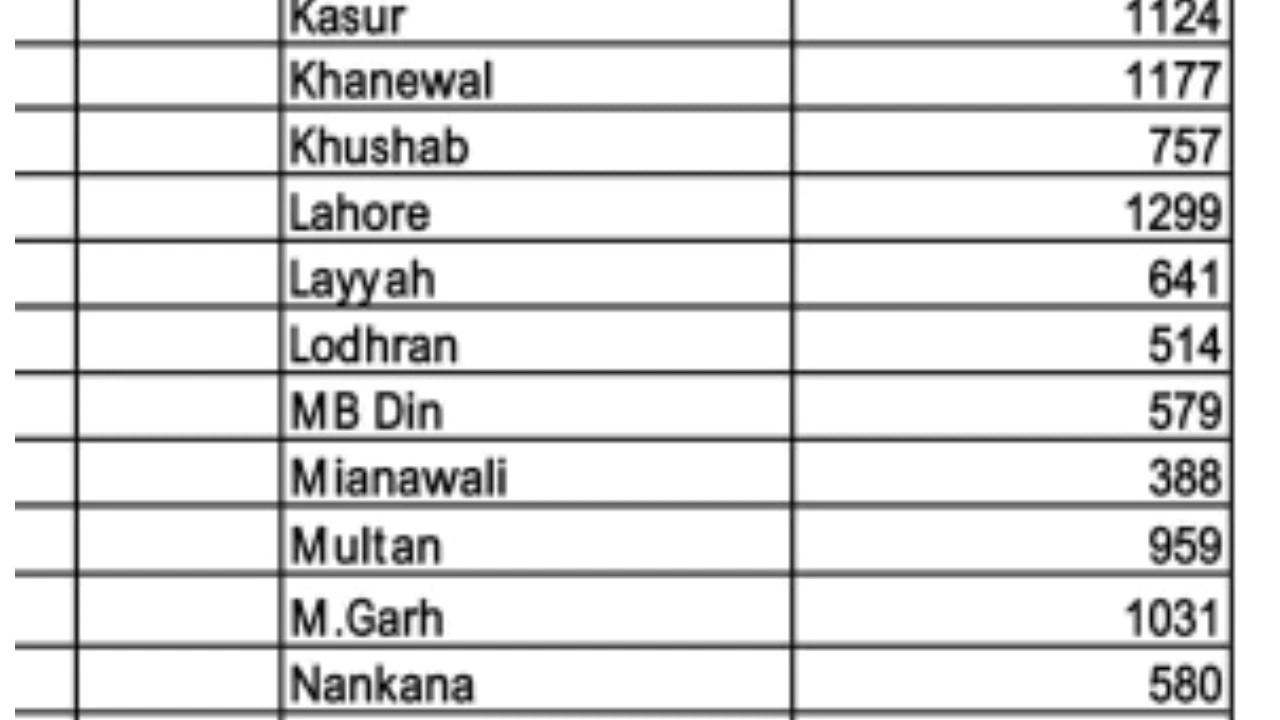 Kasur 1124
Khanewal 1177
Khushab 757
Lahore 1299
Layyah 641
Lodhran 514
MB Din 579
Mianawali 388
Multan 959
M.Garh 1031
Nankana 580